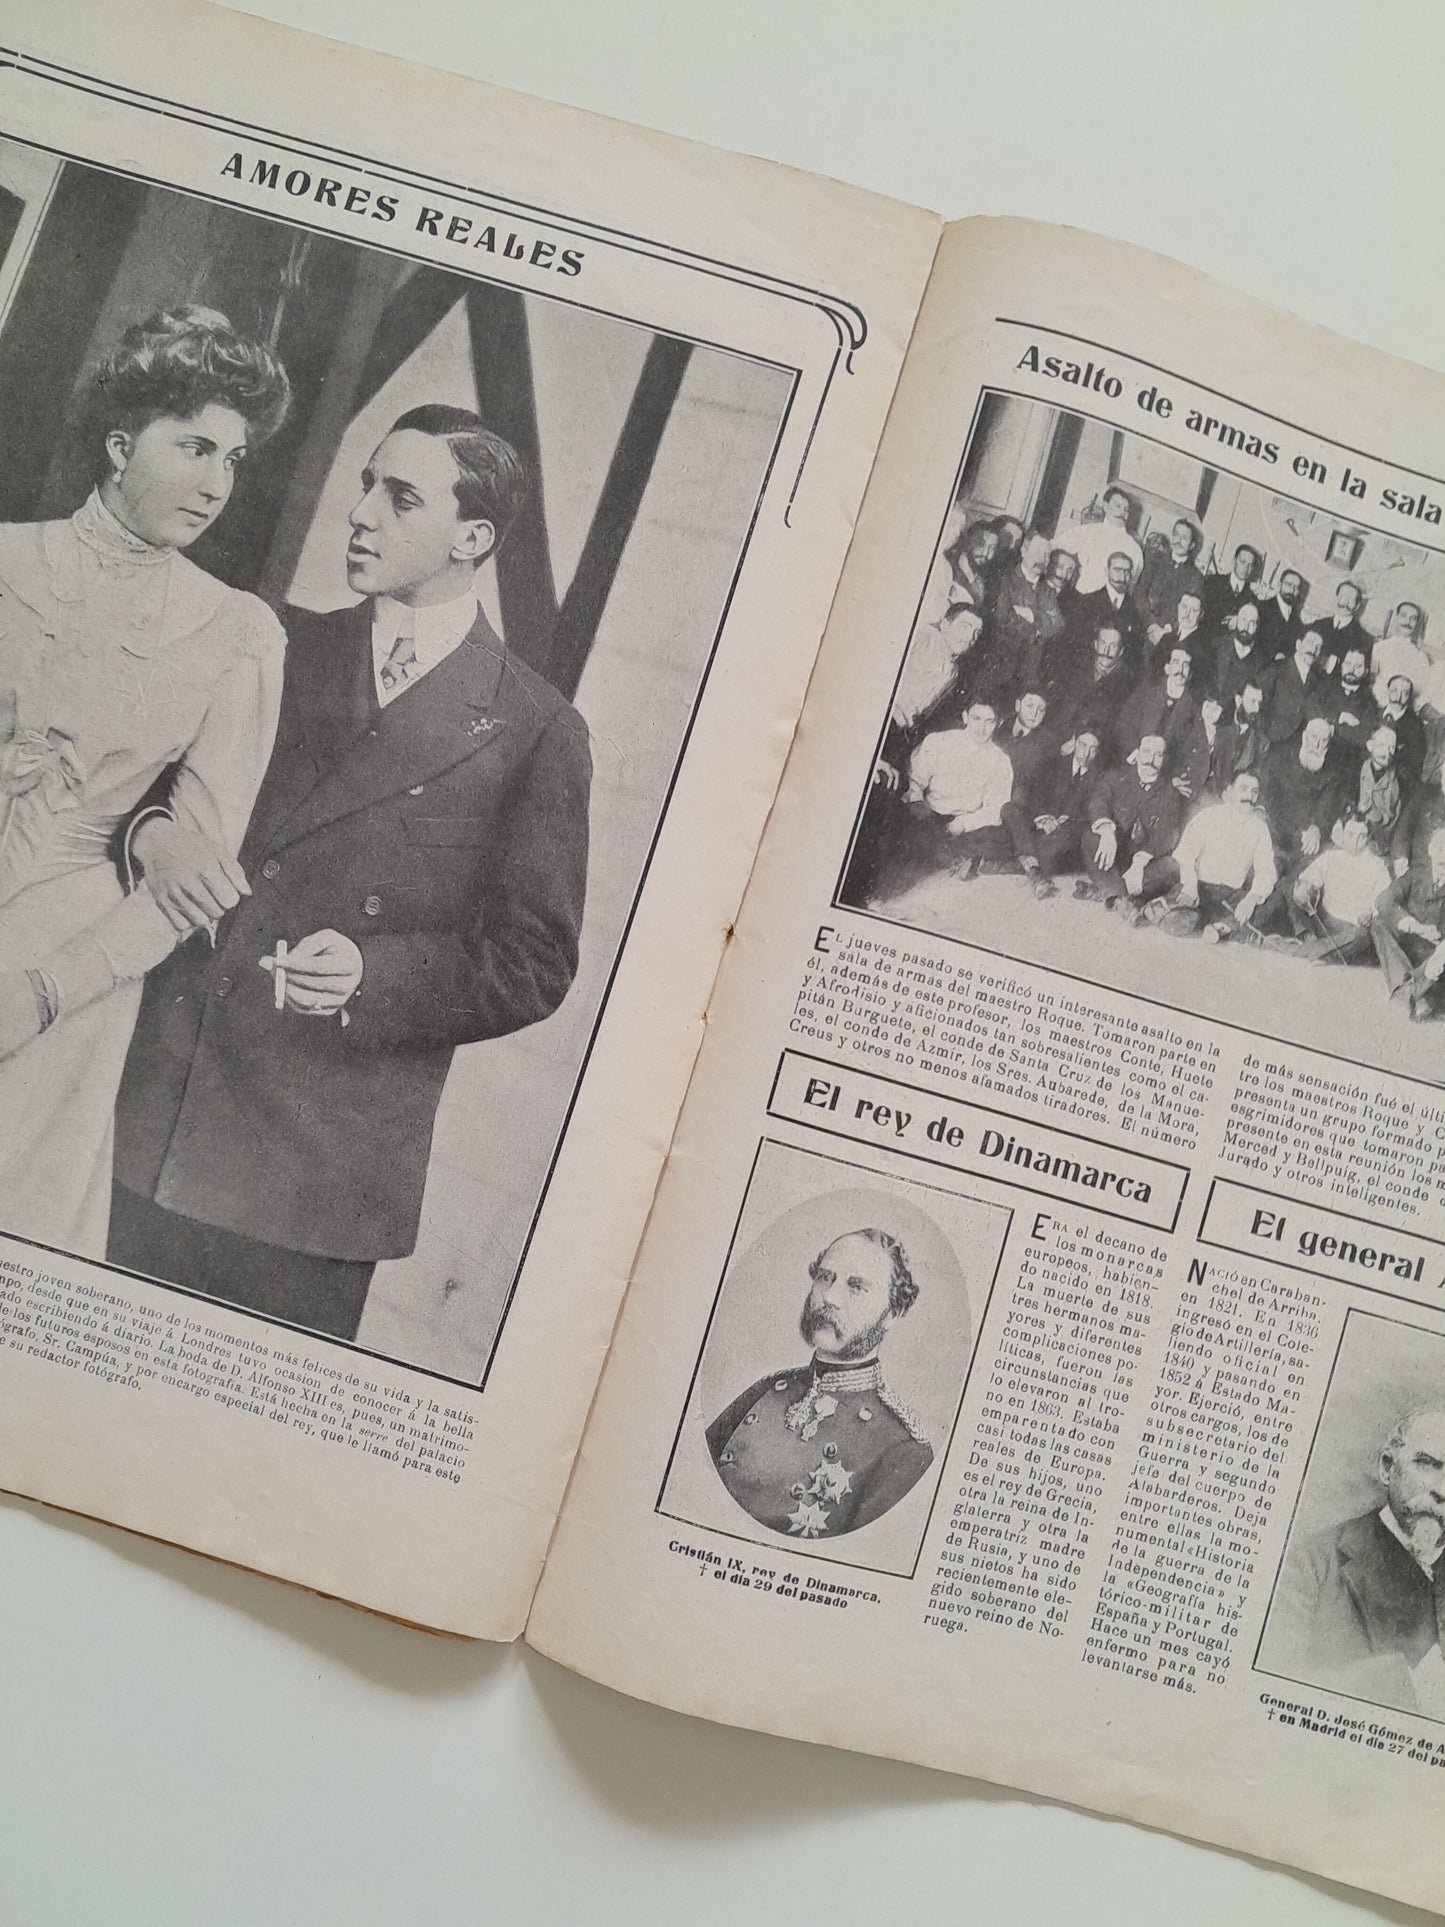 AMORES REALES
estro joven soberano, uno de los momentos más felices de su vida y la satis-
mpo, desde que en su viaje á Londres tuvo ocasion de conocer á la bella
ado escribiendo á diario. La boda de D. Alfonso XIII es, pues, un matrimo-
de los futuros esposos en esta fotografía. Está hecha en la serre del palacio
ógrafo, Sr. Campúa, y por encargo especial del rey, que le llamó para este
e su redactor fotógrafo.
Asalto de armas en la sala
EL jueves pasado se verificó un interesante asalto en la
sala de armas del maestro Roque. Tomaron parte en
él, además de este profesor, los maestros Conte, Huete
y Afrodisio y aficionados tan sobresalientes como el ca-
pitán Burguete, el conde de Santa Cruz de los Manue-
les, el conde de Azmir, los Sres. Aubarede, de la Mora,
Creus y otros no menos afamados tiradores. El número
de más sensación fué el últi
tre los maestros Roque y C
presenta un grupo formado p
esgrimidores que tomaron pa
presente en esta reunión los m
Merced y Bellpuig, el conde d
Jurado y otros inteligentes.
El rey de Dinamarca
ERA el decano de
los monarcas
europeos, habien-
do nacido en 1818.
La muerte de sus
tres hermanos ma-
yores y diferentes
complicaciones po-
líticas, fueron las
circunstancias que
lo elevaron al tro-
no en 1863. Estaba
emparentado con
casi todas las casas
reales de Europa.
De sus hijos, uno
es el rey de Grecia,
otra la reina de In-
glaterra y otra la
emperatriz madre
de Rusia, y uno de
sus nietos ha sido
recientemente ele-
gido soberano del
nuevo reino de No-
ruega.
Cristián IX, rey de Dinamarca,
† el día 29 del pasado
El general A
NACIÓ en Caraban-
chel de Arriba,
en 1821. En 1836
ingresó en el Cole-
gio de Artillería, sa-
liendo oficial en
1840 y pasando en
1852 á Estado Ma-
yor. Ejerció, entre
otros cargos, los de
subsecretario del
ministerio de la
Guerra y segundo
jefe del cuerpo de
Alabarderos. Deja
importantes obras,
entre ellas la mo-
numental «Historia
de la guerra de la
Independencia» y
la «Geografía his-
tórico-militar de
España y Portugal.
Hace un mes cayó
enfermo para no
levantarse más.
General D. José Gómez de A
† en Madrid el día 27 del pa